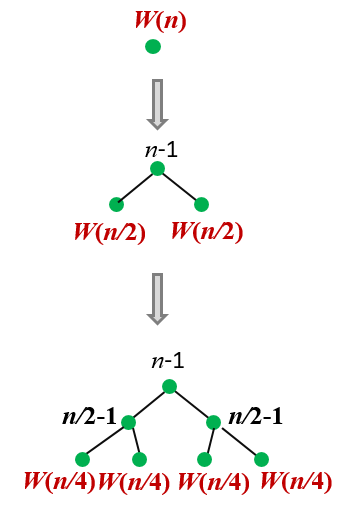 W(n)
n-1
W(n/2) W(n/2)
n-1
n/2-1 n/2-1
W(n/4) W(n/4) W(n/4) W(n/4)